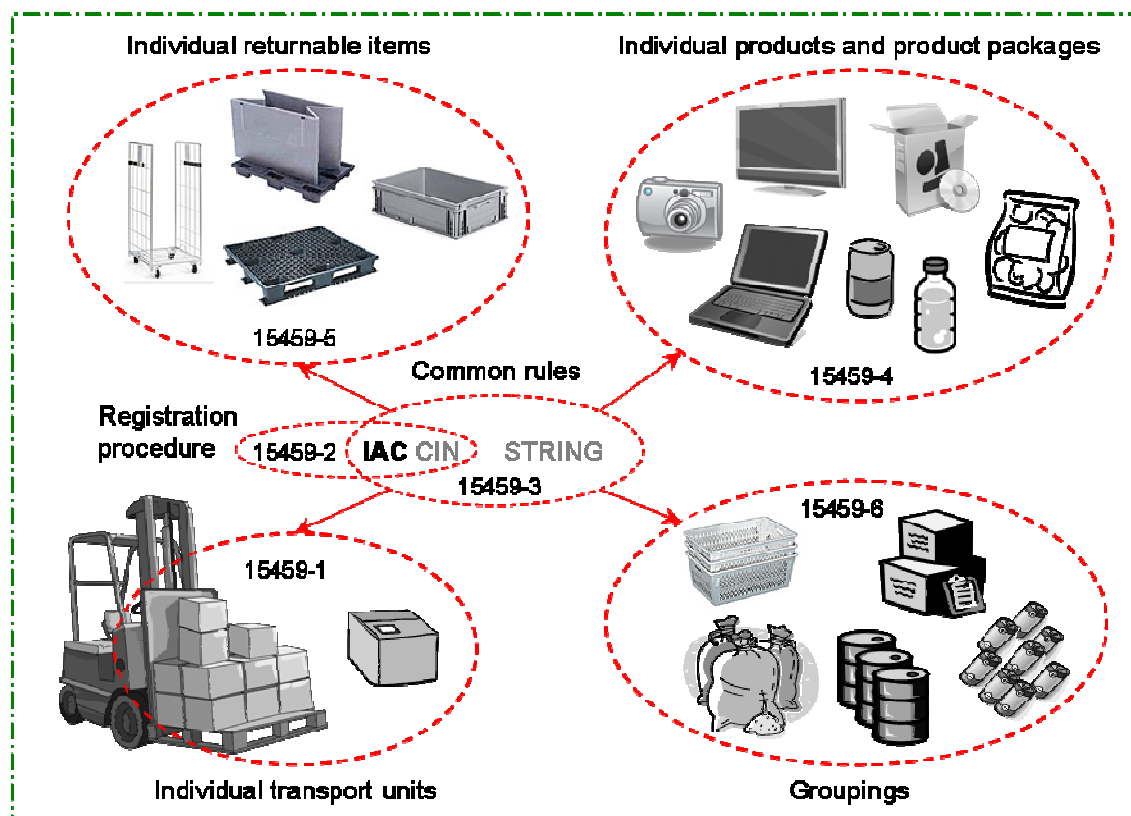 Individual returnable items
Individual products and product packages
15459-5
15459-4
Common rules
Registration
procedure
15459-2
IAC CIN STRING
15459-3
15459-1
15459-6
Individual transport units
Groupings